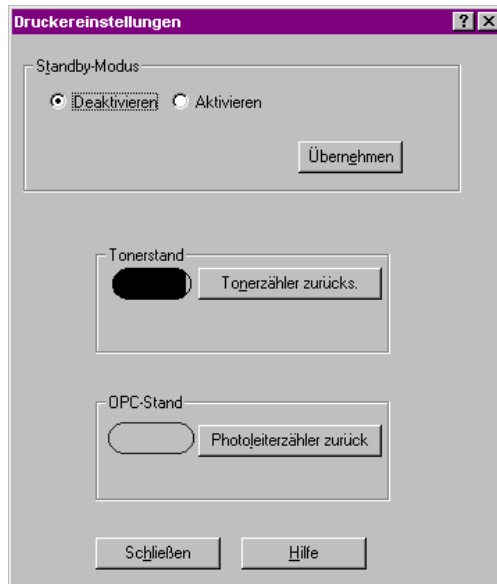 Druckereinstellungen
Standby-Modus
Deaktivieren Aktivieren
Übernehmen
Tonerstand
Tonerzähler zurücks.
OPC-Stand
Photoleiterzähler zurück
Schließen Hilfe